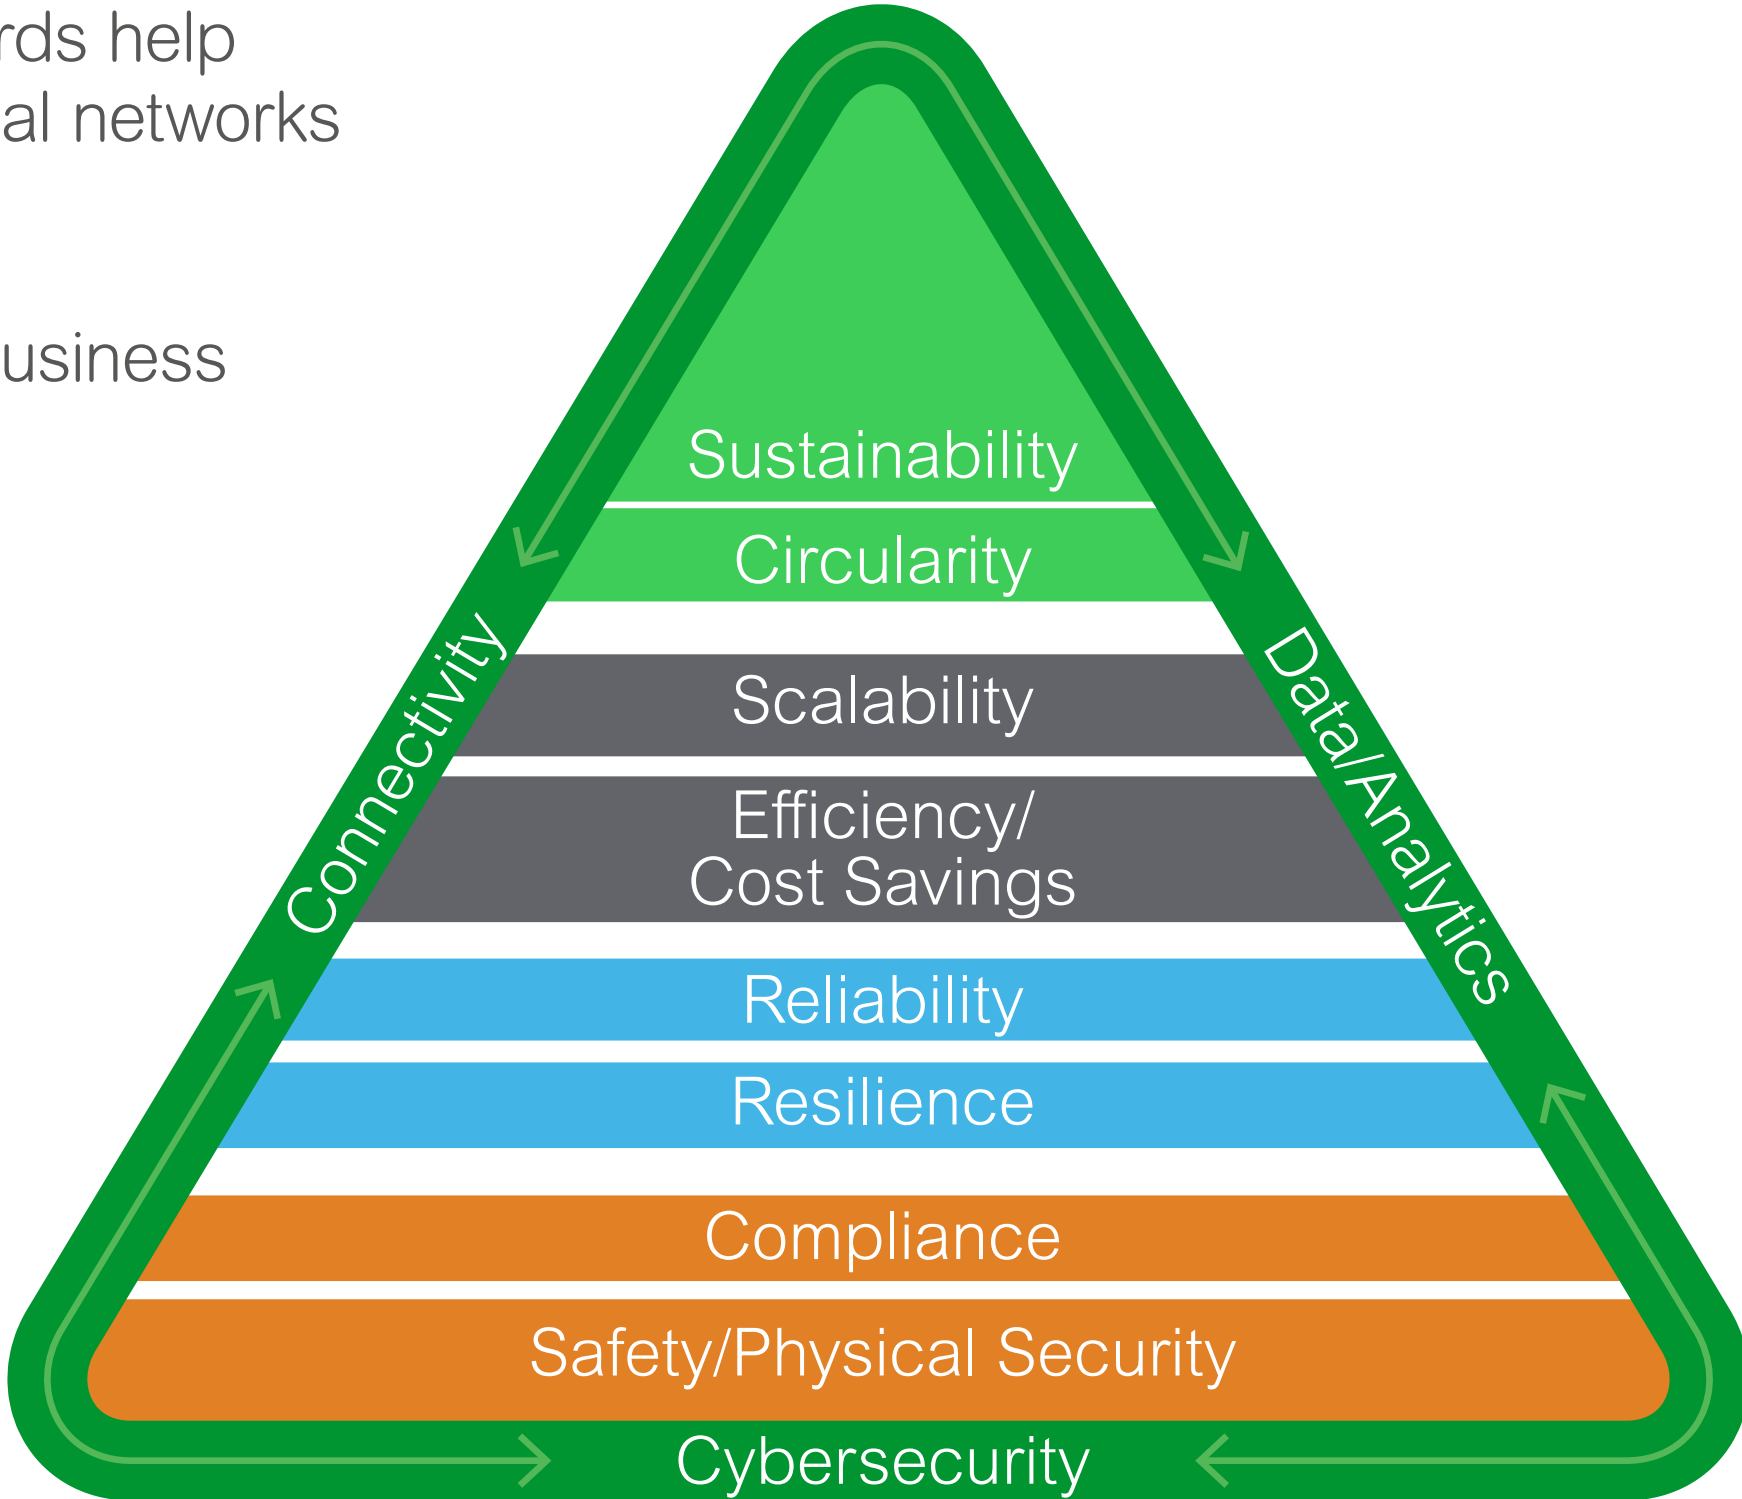 rds help
al networks
usiness
Sustainability
Circularity
Scalability
Efficiency/
Cost Savings
Reliability
Resilience
Compliance
Safety/Physical Security
Connectivity
Data/Analytics
Cybersecurity